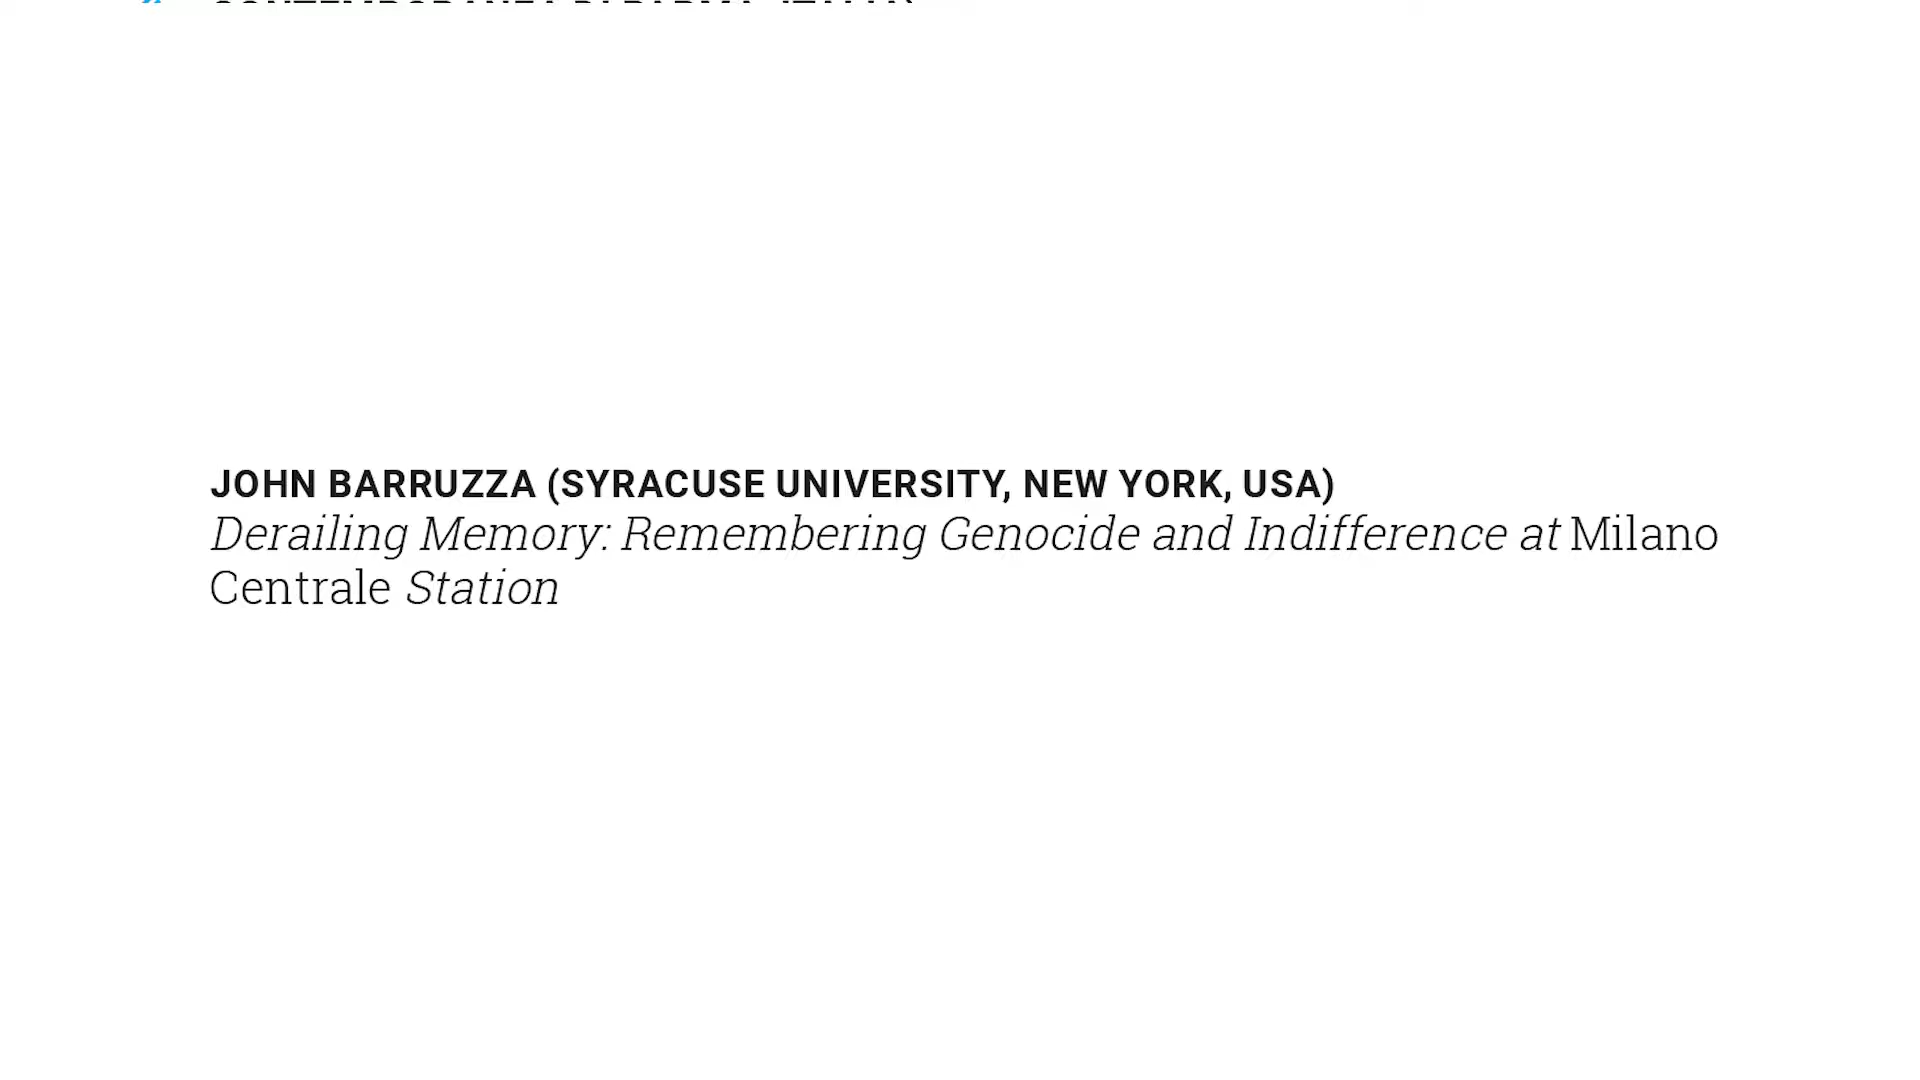 JOHN BARRUZZA (SYRACUSE UNIVERSITY, NEW YORK, USA)
Derailing Memory: Remembering Genocide and Indifference at Milano
Centrale Station